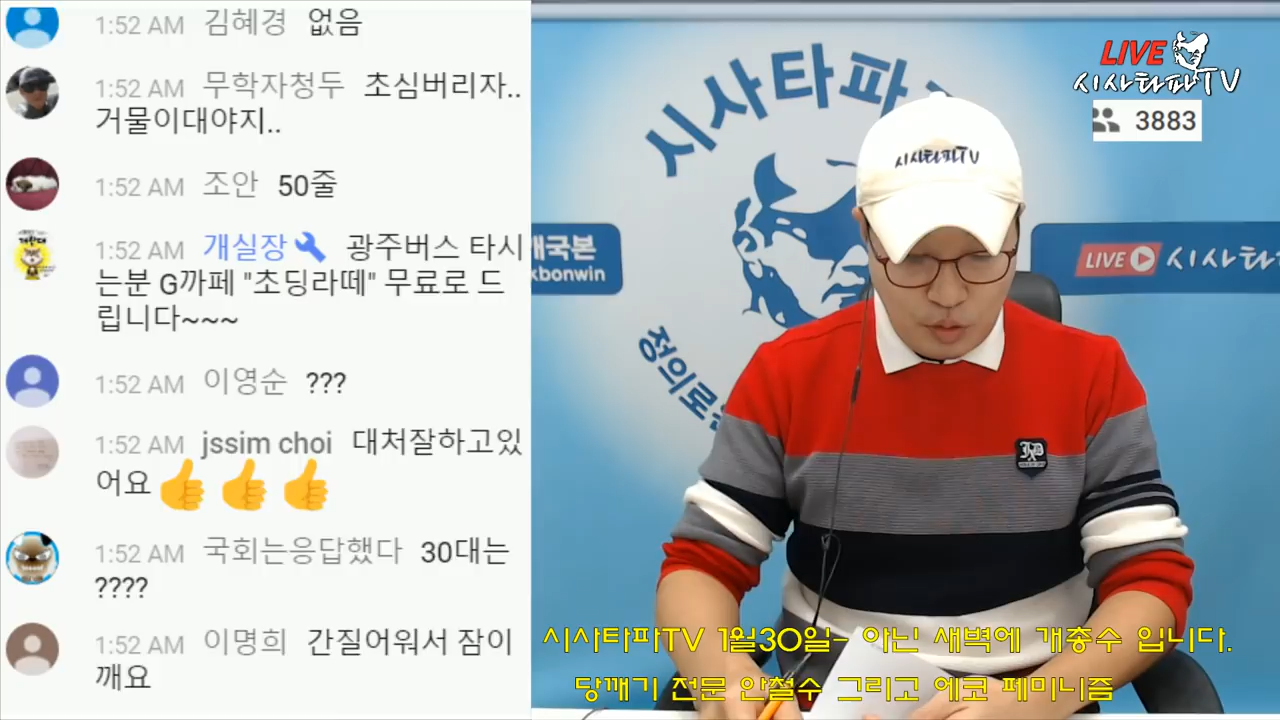 1:52 AM 김혜경 없음
1:52 AM 무학자청두 초심버리자..
거물이대야지..
1:52 AM 조안 50줄
1:52 AM 개실장 광주버스 타시
는분 G까페 "초딩라떼" 무료로 드
립니다~~~
1:52 AM 이영순 ???
1:52 AM jssim choi 대처잘하고있
어요
1:52 AM 국회는응답했다 30대는
????
1:52 AM 이명희 간질어워서 잠이
깨요
LIVE
시사타파TV
3883
시사타파
시사타파TV
개국본
kbonwin
LIVE 시사타
정의로운
시사타파TV 1월30일- 아닌 새벽에 개총수 입니다.
당깨기 전문 안철수 그리고 에코 페미니즘